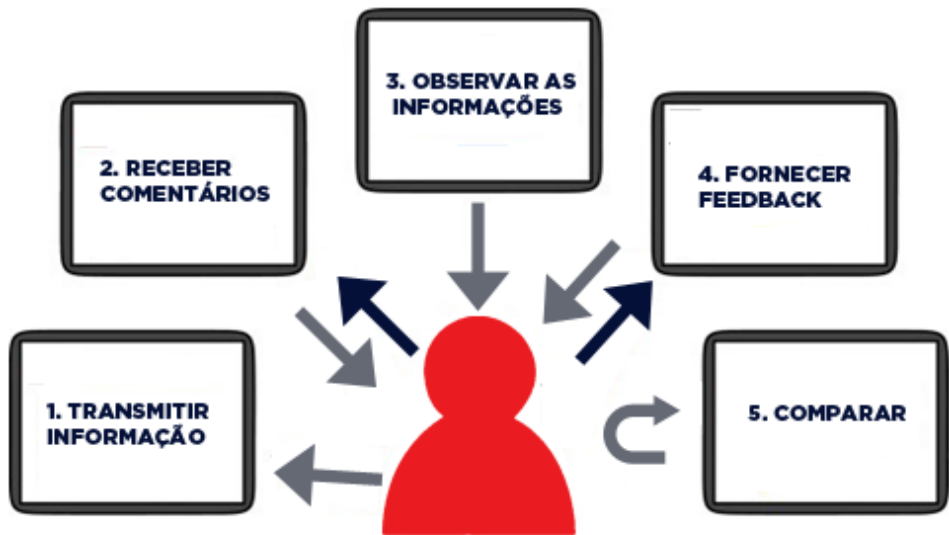 1. TRANSMITIR
INFORMAÇÃO
2. RECEBER
COMENTÁRIOS
3. OBSERVAR AS
INFORMAÇÕES
4. FORNECER
FEEDBACK
5. COMPARAR